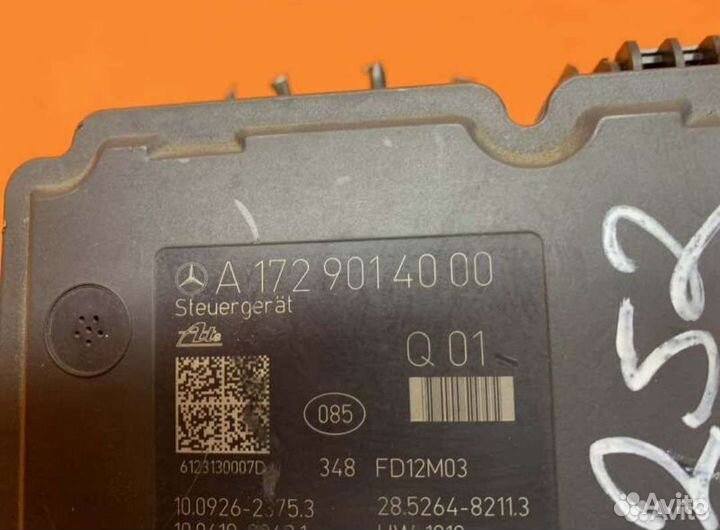 A 172 901 40 00
Steuergerät
Ate
Q 01
085
6123130007D
348 FD12M03
10.0926-2375.3 28.5264-8211.3
252
Avito